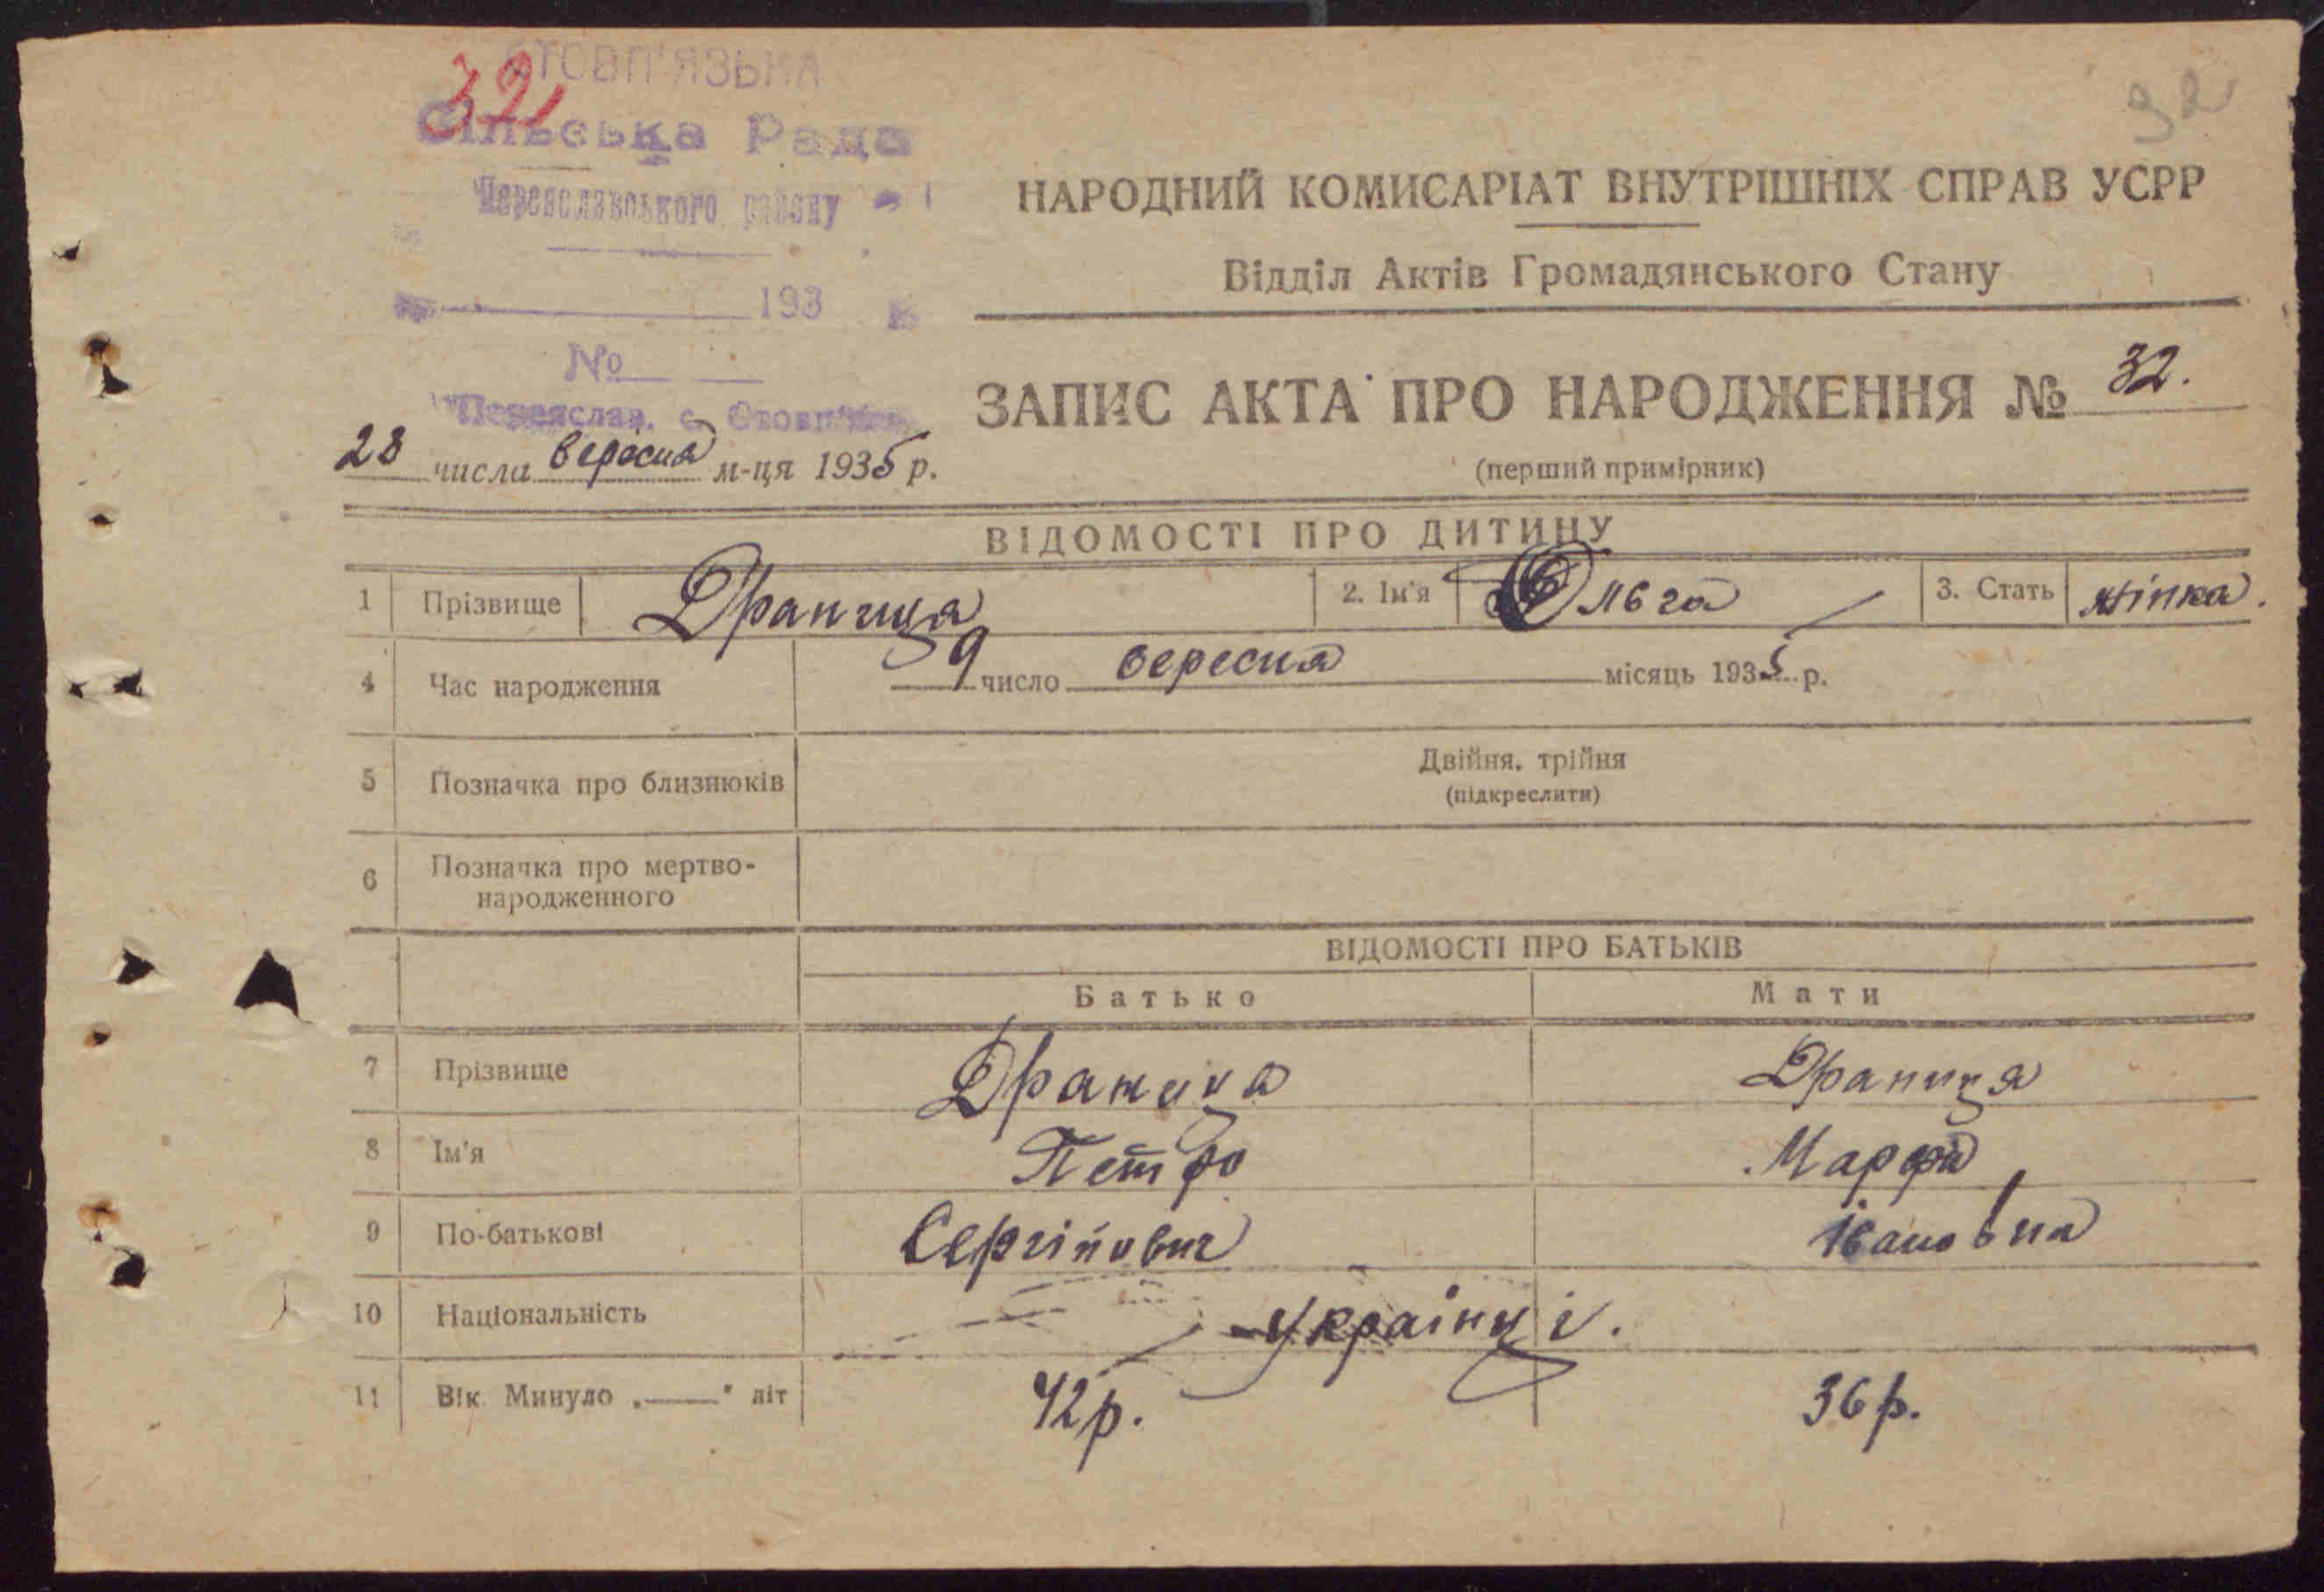 СТОВП'ЯЗЬКА
32
Сільська Рада
Переяславського району
193
№
Переяслав. с. Стовп'яги
32
НАРОДНИЙ КОМИСАРІАТ ВНУТРІШНІХ СПРАВ УСРР
Відділ Актів Громадянського Стану
ЗАПИС АКТА ПРО НАРОДЖЕННЯ № 32.
(перший примірник)
28 числа вересня м-ця 1935 р.
ВІДОМОСТІ ПРО ДИТИНУ
1 Прізвище Драница 2. Ім'я Ольга 3. Стать жінка.
4 Час народження 9 число вересня місяць 1935 р.
5 Позначка про близнюків Двійня, трійня
(підкреслити)
6 Позначка про мертво-
народженного
ВІДОМОСТІ ПРО БАТЬКІВ
Батько Мати
7 Прізвище Драница Драниця
8 Ім'я Петро Марфа
9 По-батькові Сергійович Івановна
10 Національність Українці.
11 Вік Минуло „—" літ 42р. 36р.